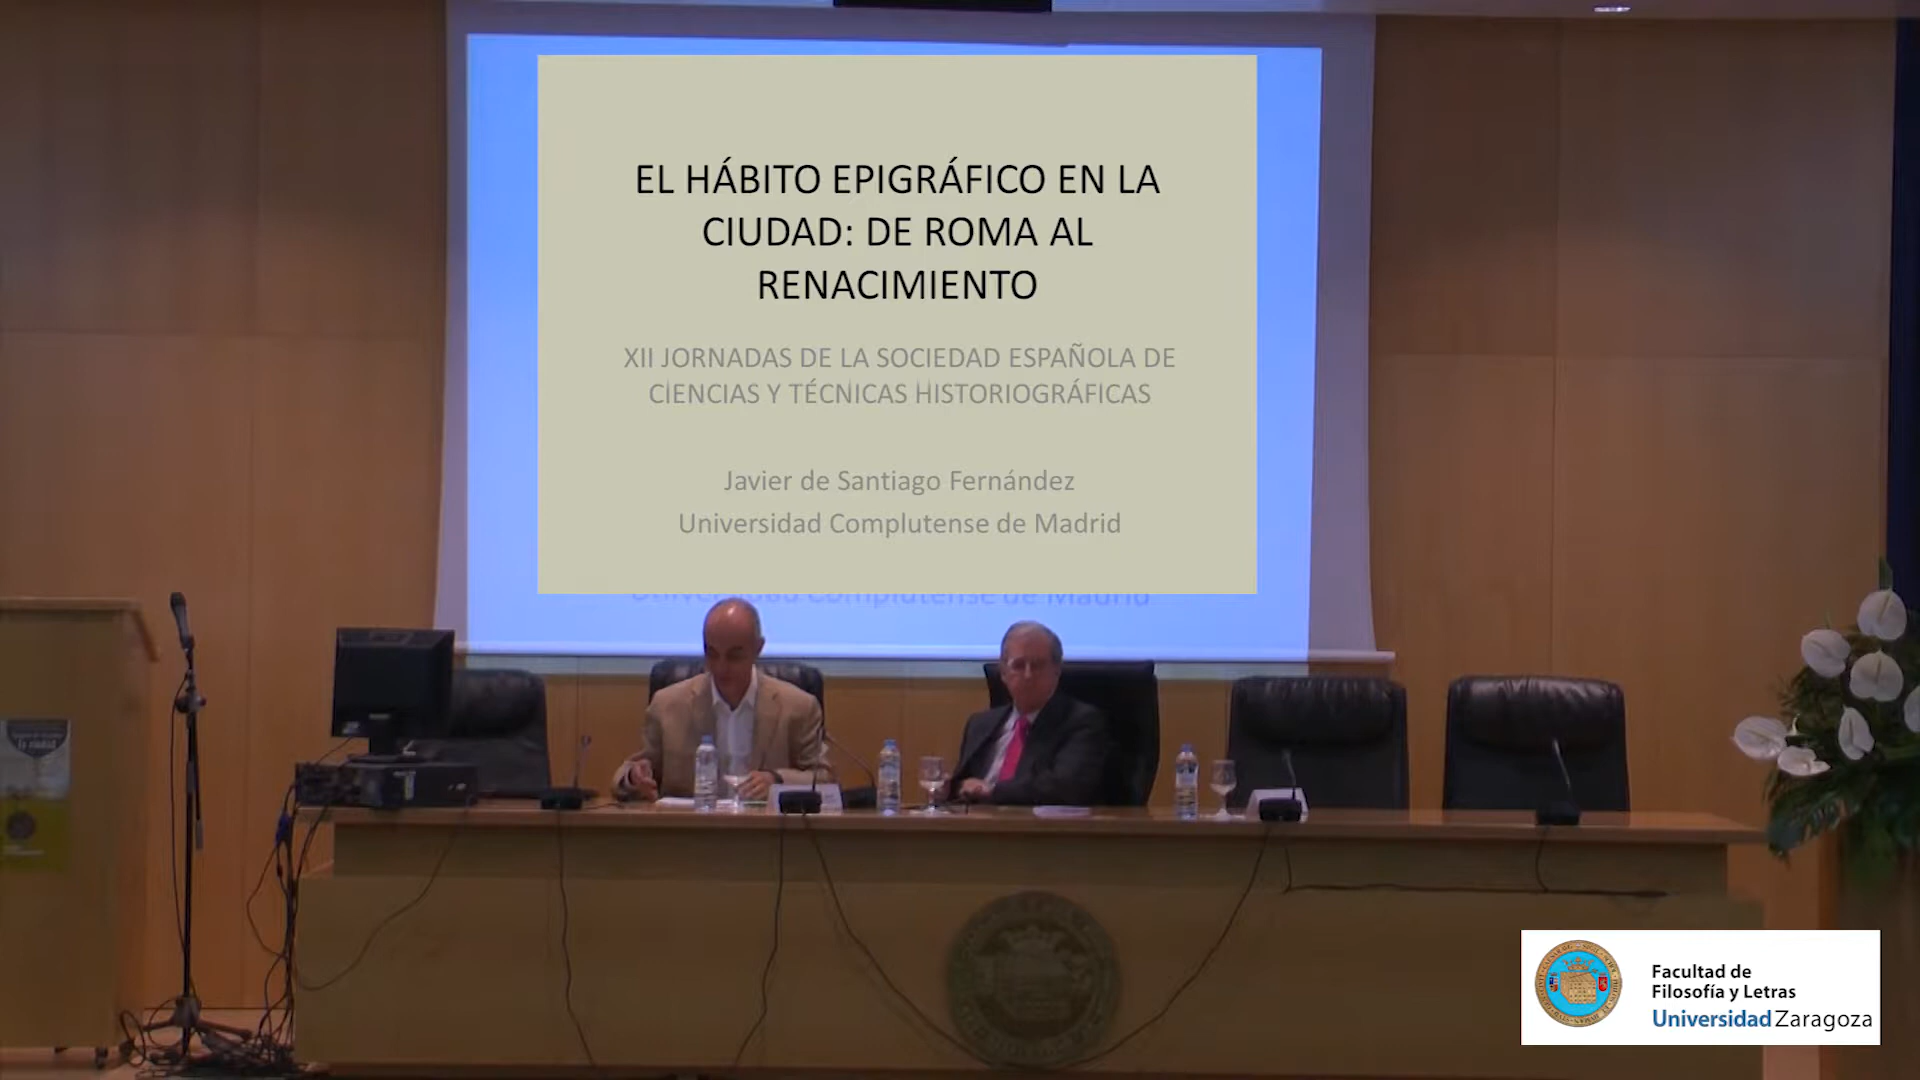 EL HÁBITO EPIGRÁFICO EN LA
CIUDAD: DE ROMA AL
RENACIMIENTO
XII JORNADAS DE LA SOCIEDAD ESPAÑOLA DE
CIENCIAS Y TÉCNICAS HISTORIOGRÁFICAS
Javier de Santiago Fernández
Universidad Complutense de Madrid
Universidad Complutense de Madrid
la ciudad
Facultad de
Filosofía y Letras
Universidad Zaragoza